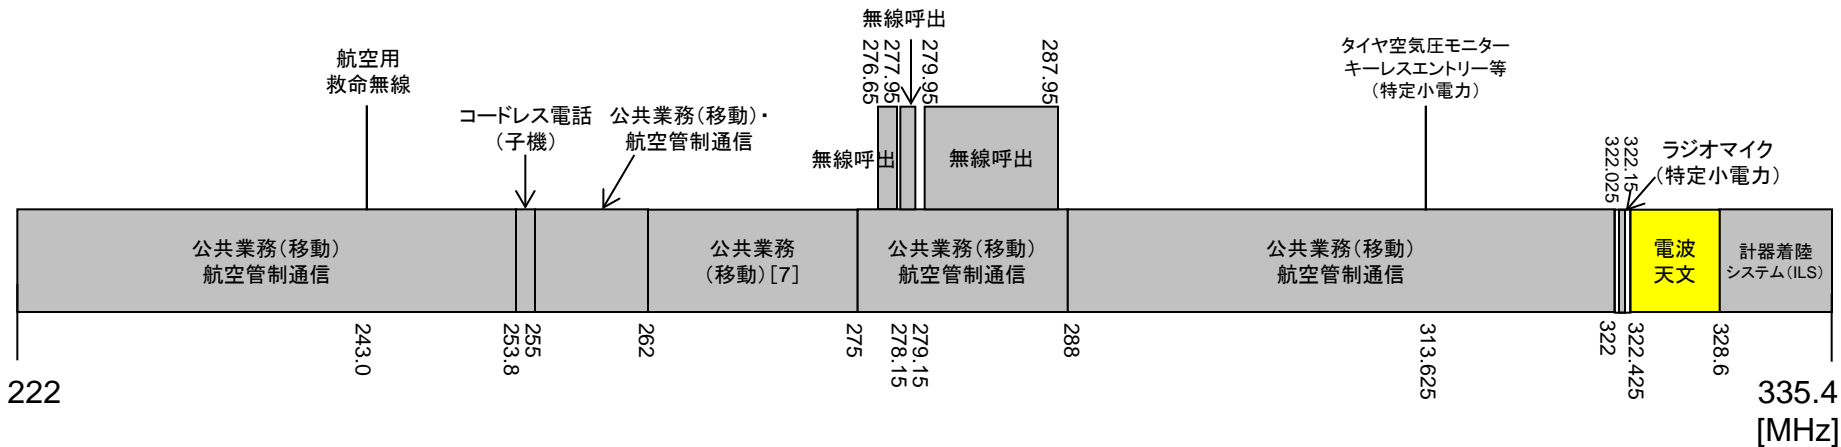 無線呼出
276.65
277.95
279.95
287.95
航空用
救命無線
タイヤ空気圧モニター
キーレスエントリー等
(特定小電力)
コードレス電話
(子機)
公共業務(移動)・
航空管制通信
無線呼出
無線呼出
322.025
322.15
ラジオマイク
(特定小電力)
公共業務(移動)
航空管制通信
公共業務
(移動)[7]
公共業務(移動)
航空管制通信
公共業務(移動)
航空管制通信
電波
天文
計器着陸
システム(ILS)
222
243.0
253.8
255
262
275
278.15
279.15
288
313.625
322
322.425
328.6
335.4
[MHz]